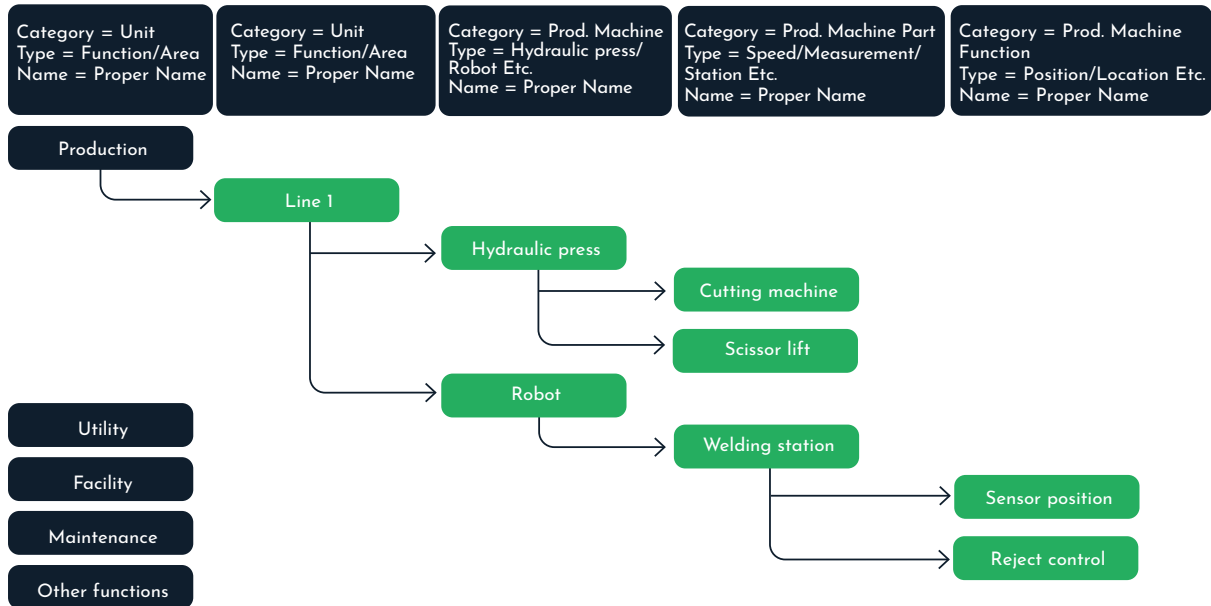 Category = Unit
Type = Function/Area
Name = Proper Name
Category = Unit
Type = Function/Area
Name = Proper Name
Category = Prod. Machine
Type = Hydraulic press/
Robot Etc.
Name = Proper Name
Category = Prod. Machine Part
Type = Speed/Measurement/
Station Etc.
Name = Proper Name
Category = Prod. Machine
Function
Type = Position/Location Etc.
Name = Proper Name
Production
Line 1
Hydraulic press
Cutting machine
Scissor lift
Robot
Welding station
Sensor position
Reject control
Utility
Facility
Maintenance
Other functions